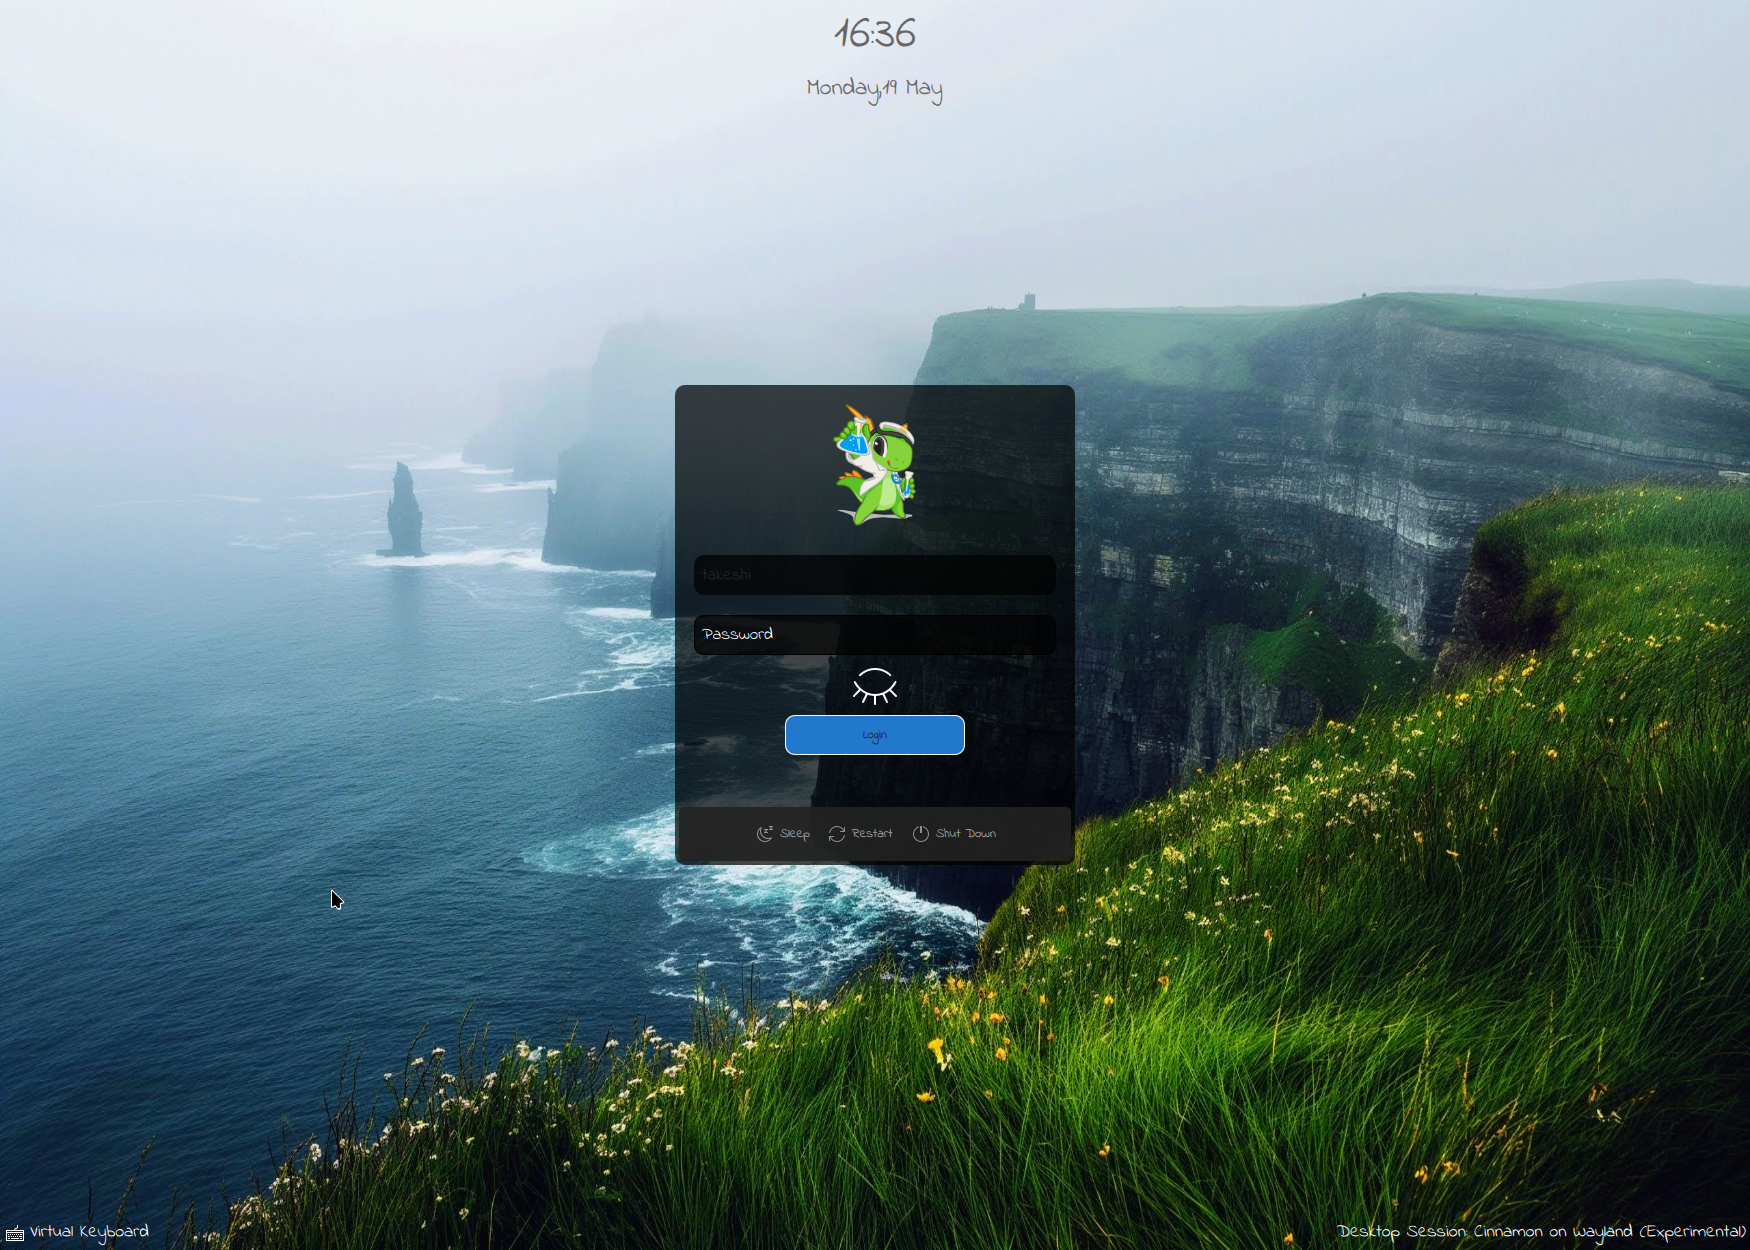 16:36
Monday,19 May
takeshi
Password
Login
Sleep Restart Shut Down
Virtual Keyboard
Desktop Session: Cinnamon on Wayland (Experimental)